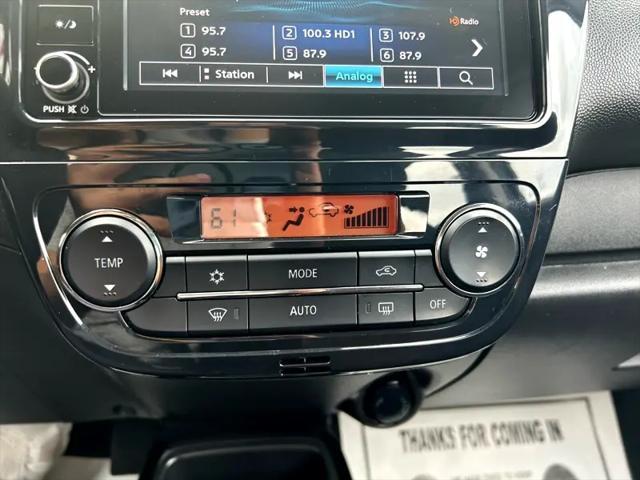 Preset
1 95.7 2 100.3 HD1 3 107.9
4 95.7 5 87.9 6 87.9
HD Radio
Station Analog
+
PUSH
61
TEMP
MODE
AUTO
OFF
THANKS FOR COMING IN